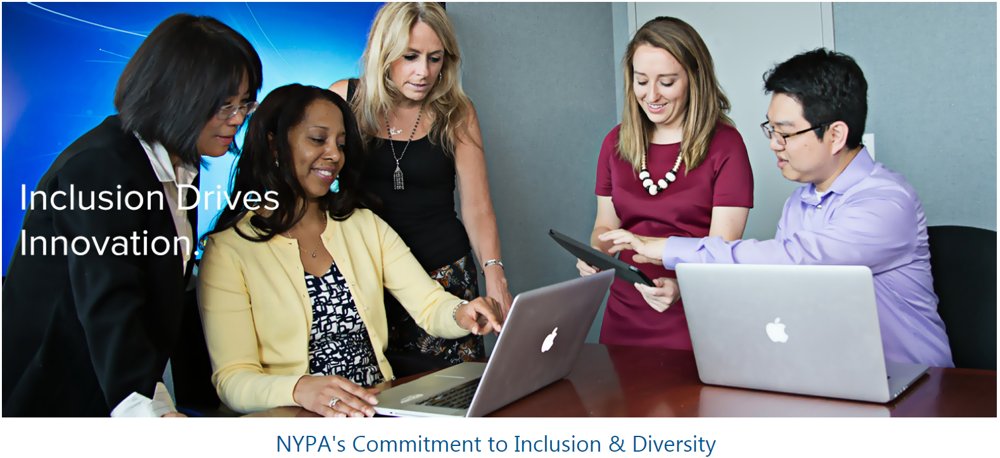 Inclusion Drives
Innovation.
NYPA's Commitment to Inclusion & Diversity